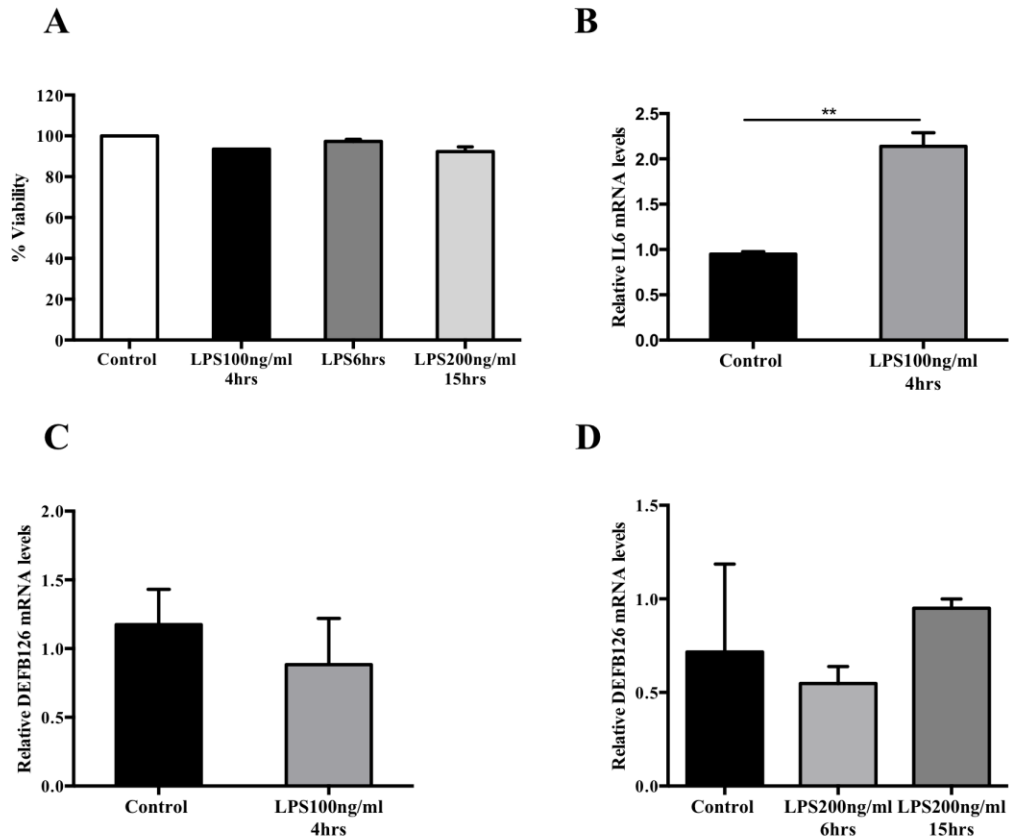 A
% Viability
120
100
80
60
40
20
0
Control
LPS100ng/ml
4hrs
LPS6hrs
LPS200ng/ml
15hrs
B
Relative IL6 mRNA levels
2.5
2.0
1.5
1.0
0.5
0.0
**
Control
LPS100ng/ml
4hrs
C
Relative DEFB126 mRNA levels
2.0
1.5
1.0
0.5
0.0
Control
LPS100ng/ml
4hrs
D
Relative DEFB126 mRNA levels
1.5
1.0
0.5
0.0
Control
LPS200ng/ml
6hrs
LPS200ng/ml
15hrs